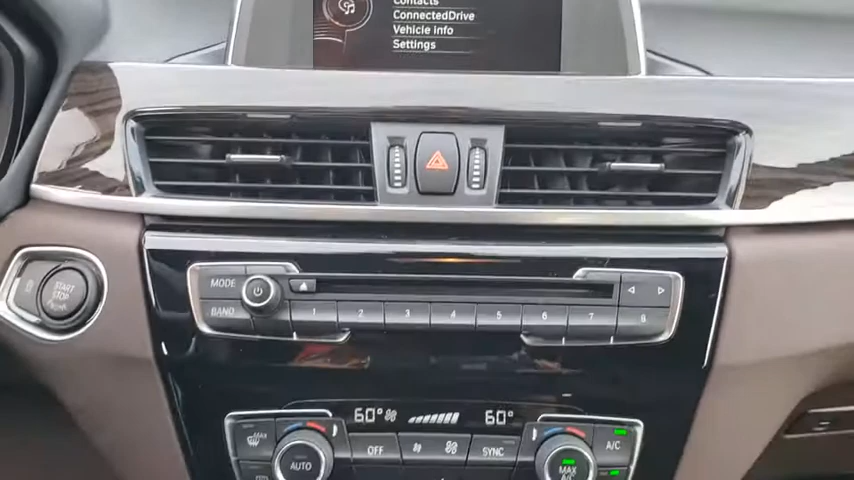 Contacts
ConnectedDrive
Vehicle info
Settings
START
STOP
MODE
BAND
1 2 3 4 5 6 7 8
60° 60°
AUTO
OFF
SYNC
MAX
A/C
A/C